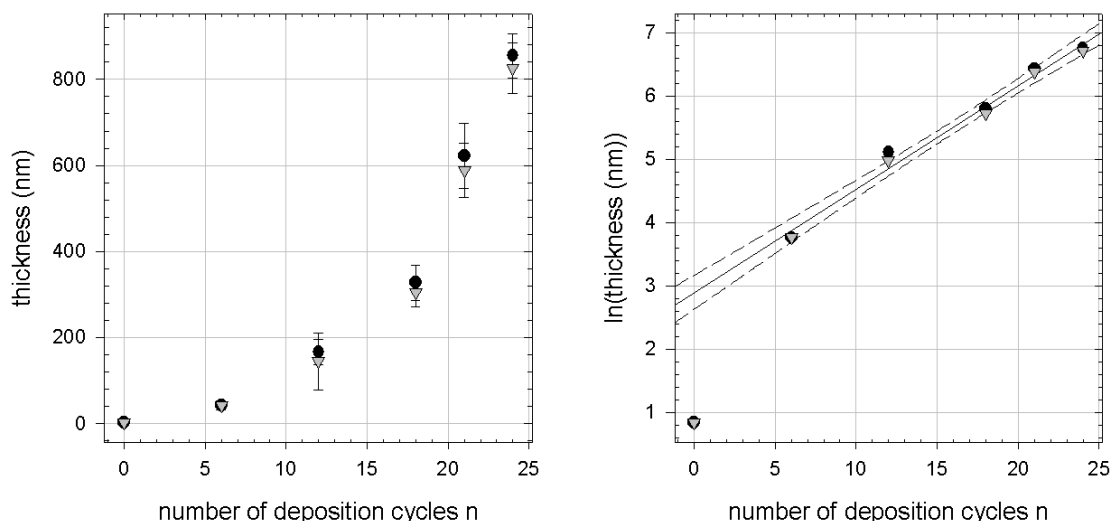 thickness (nm)
800
600
400
200
0
0 5 10 15 20 25
number of deposition cycles n
ln(thickness (nm))
7
6
5
4
3
2
1
0 5 10 15 20 25
number of deposition cycles n